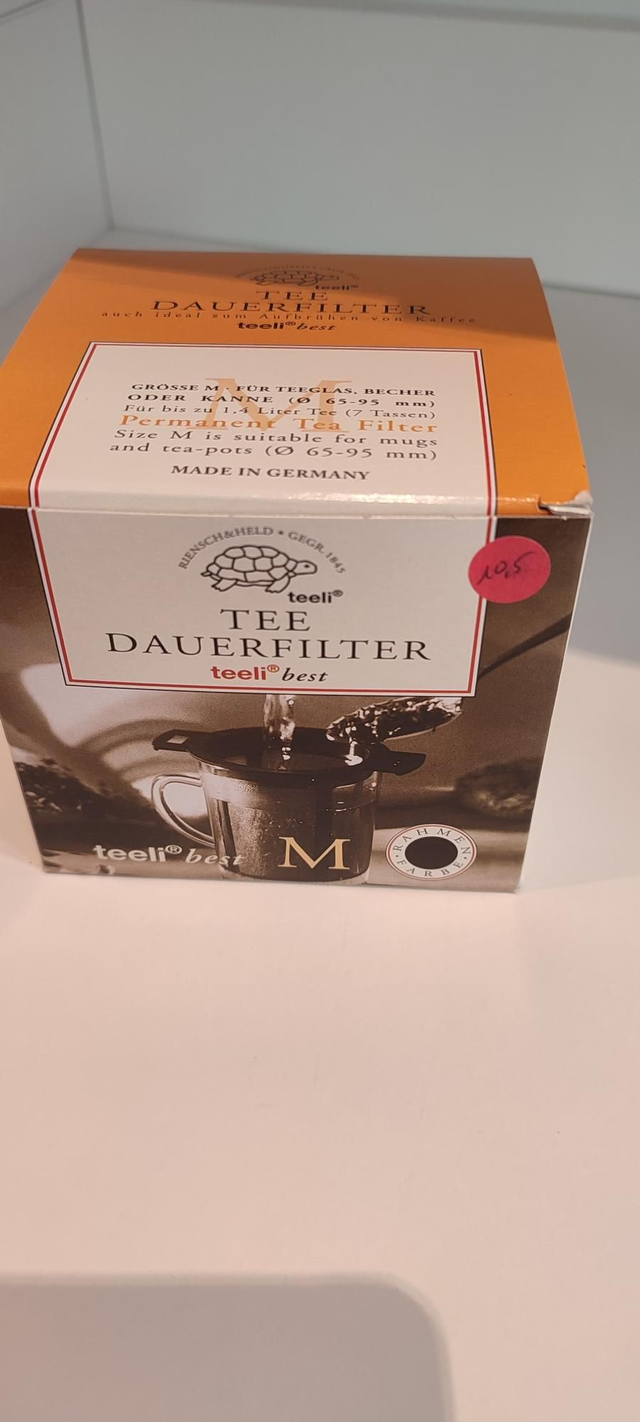 teeli®
TEE
DAUERFILTER
auch ideal zum Aufbrühen von Kaffee
teeli® best
M
GRÖSSE M · FÜR TEEGLAS, BECHER
ODER KANNE (Ø 65-95 mm)
Für bis zu 1,4 Liter Tee (7 Tassen)
Permanent Tea Filter
Size M is suitable for mugs
and tea-pots (Ø 65-95 mm)
MADE IN GERMANY
RIENSCH&HELD • GEGR. 1845
teeli®
10,5
TEE
DAUERFILTER
teeli® best
teeli® best
M
RAHMEN
FARBE